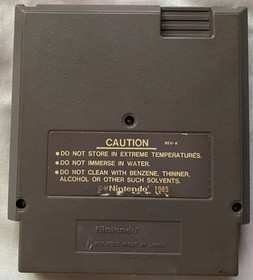 CAUTION REV-A
• DO NOT STORE IN EXTREME TEMPERATURES.
• DO NOT IMMERSE IN WATER.
• DO NOT CLEAN WITH BENZENE, THINNER,
ALCOHOL OR OTHER SUCH SOLVENTS.
Nintendo 1985
Nintendo